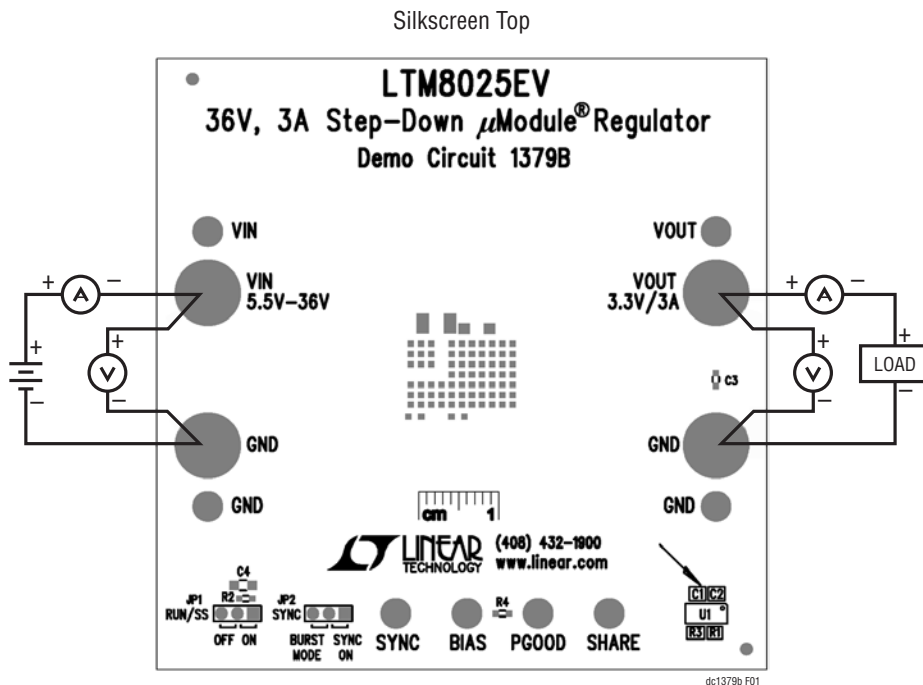 Silkscreen Top
LTM8025EV
36V, 3A Step-Down µModule® Regulator
Demo Circuit 1379B
VIN
VOUT
VIN
5.5V-36V
VOUT
3.3V/3A
+ A −
+ A −
+
V
−
+
−
+
V
−
+
LOAD
−
C3
GND
GND
GND
GND
cm 1
LINEAR
TECHNOLOGY
(408) 432-1900
www.linear.com
C4
R2
JP1
RUN/SS
OFF ON
JP2
SYNC
BURST
MODE
SYNC
ON
SYNC
BIAS
R4
PGOOD
SHARE
C1 C2
U1
R3 R1
dc1379b F01